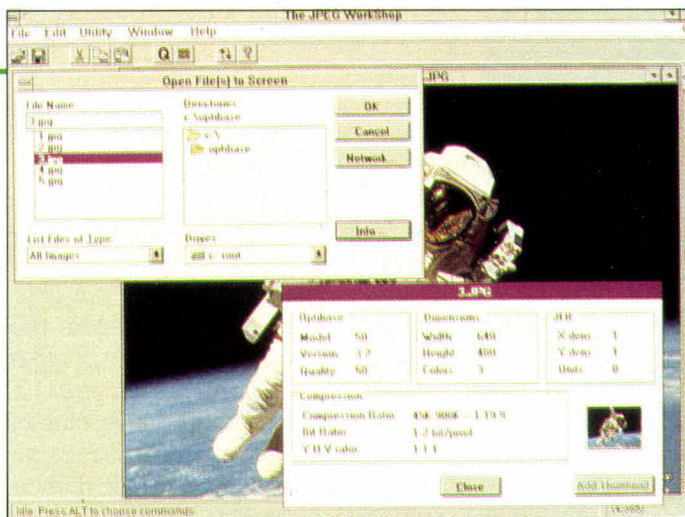 The JPEG WorkShop
File Edit Utility Window Help
Q ?
.JPG
Open File(s) to Screen
File Name
3.jpg
1.jpg
2.jpg
3.jpg
4.jpg
5.jpg
List Files of Type:
All Images
Directories
c:\optibase
c:\
optibase
Drives
c: root
OK
Cancel
Network...
Info...
3.JPG
Optibase
Model 50
Version 3.2
Quality 50
Dimensions
Width 640
Height 480
Colors 3
JFIF
X dens. 1
Y dens. 1
Units 0
Compression
Compression Ratio
Bit Ratio 1.2 bit/pixel
Y:U:V ratio
Close
Add Thumbnail
Idle. Press ALT to choose commands.